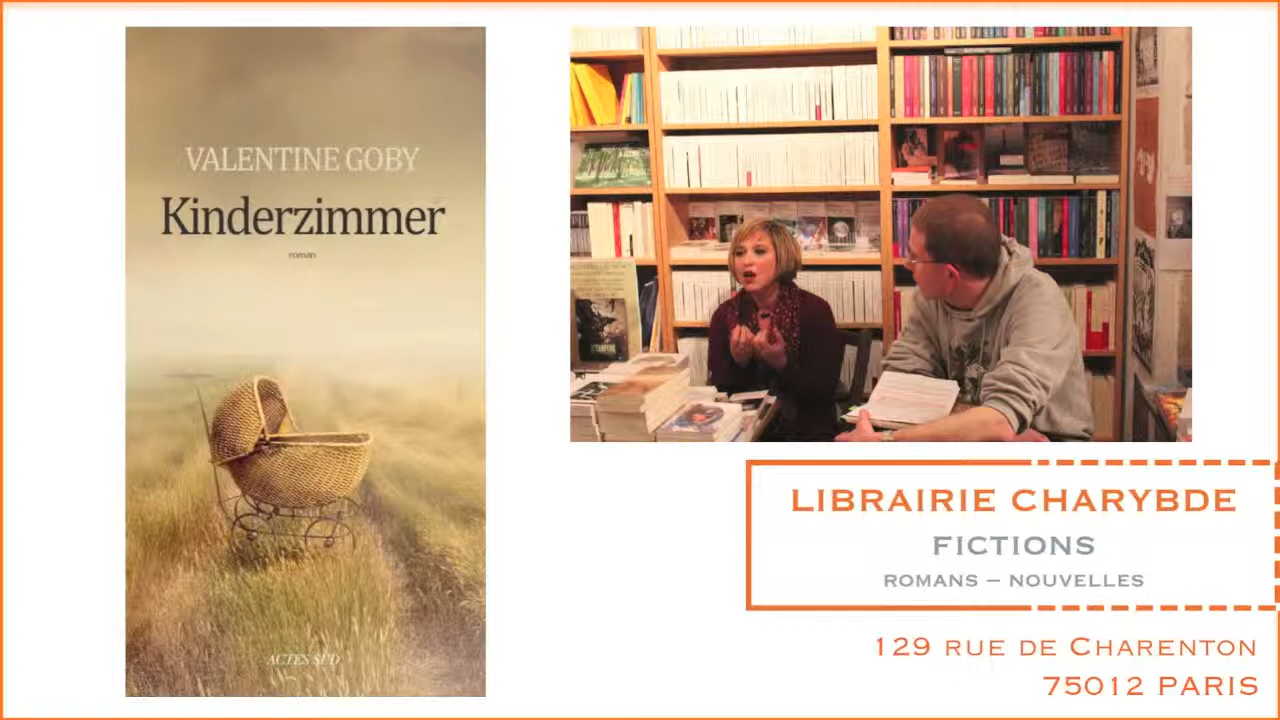 VALENTINE GOBY
Kinderzimmer
roman
ACTES SUD
LIBRAIRIE CHARYBDE
FICTIONS
ROMANS – NOUVELLES
129 RUE DE CHARENTON
75012 PARIS